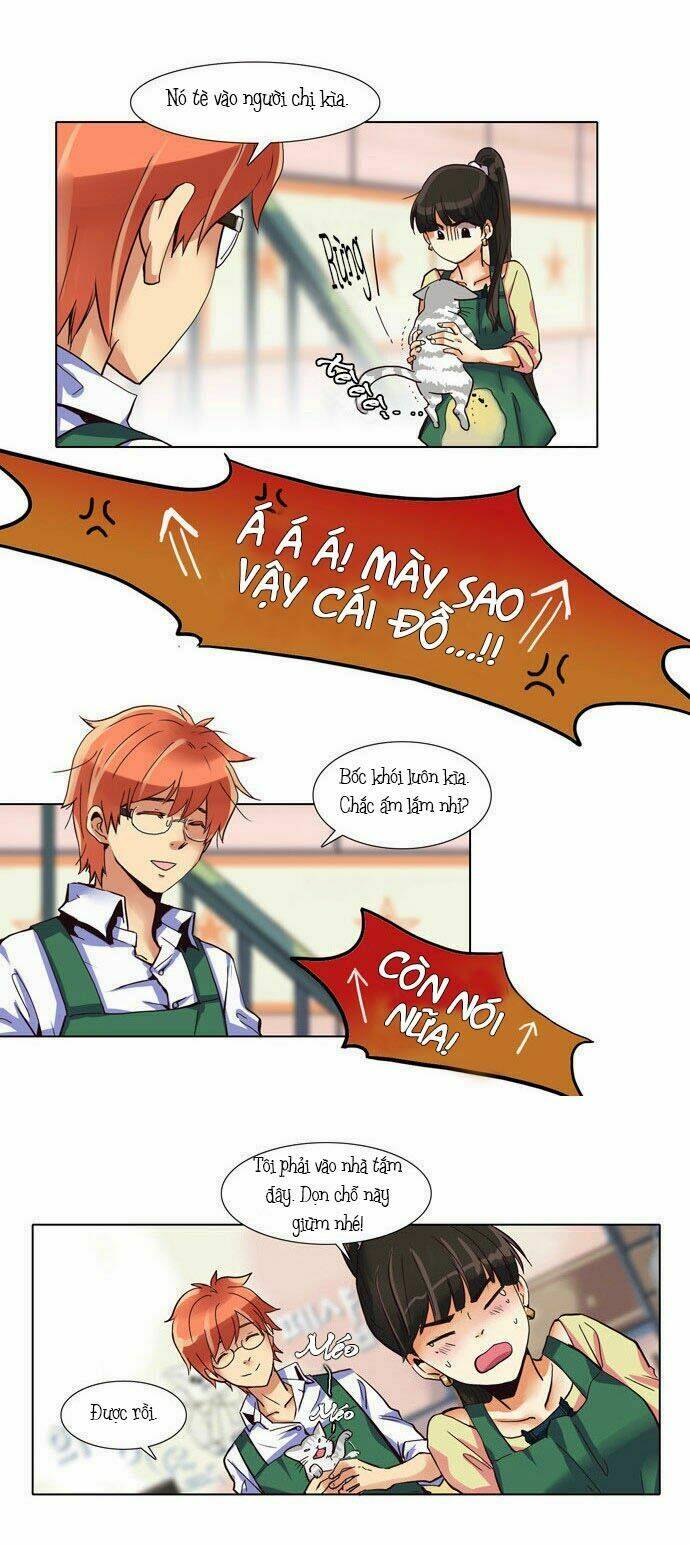 Nó tè vào người chị kìa.
Rừng
Xèèè...
Á Á Á! MÀY SAO
VẬY CÁI ĐỒ...!!
Bốc khói luôn kìa.
Chắc ấm lắm nhỉ?
CÒN NÓI
NỮA!
Tôi phải vào nhà tắm
đây. Dọn chỗ này
giùm nhé!
Méo
Méo
Được rồi.